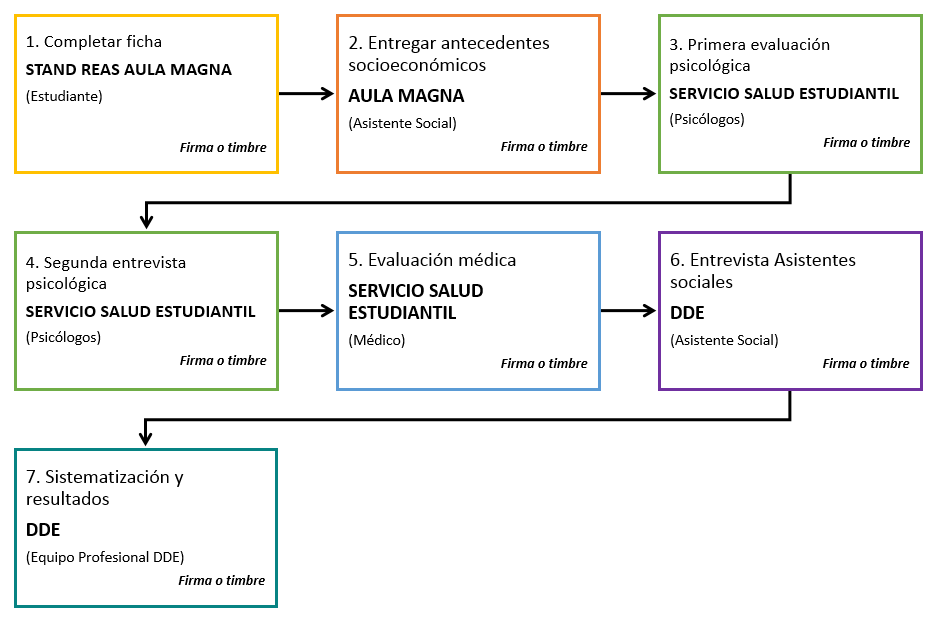 1. Completar ficha
STAND REAS AULA MAGNA
(Estudiante)
Firma o timbre
2. Entregar antecedentes
socioeconómicos
AULA MAGNA
(Asistente Social)
Firma o timbre
3. Primera evaluación
psicológica
SERVICIO SALUD ESTUDIANTIL
(Psicólogos)
Firma o timbre
4. Segunda entrevista
psicológica
SERVICIO SALUD ESTUDIANTIL
(Psicólogos)
Firma o timbre
5. Evaluación médica
SERVICIO SALUD
ESTUDIANTIL
(Médico)
Firma o timbre
6. Entrevista Asistentes
sociales
DDE
(Asistente Social)
Firma o timbre
7. Sistematización y
resultados
DDE
(Equipo Profesional DDE)
Firma o timbre